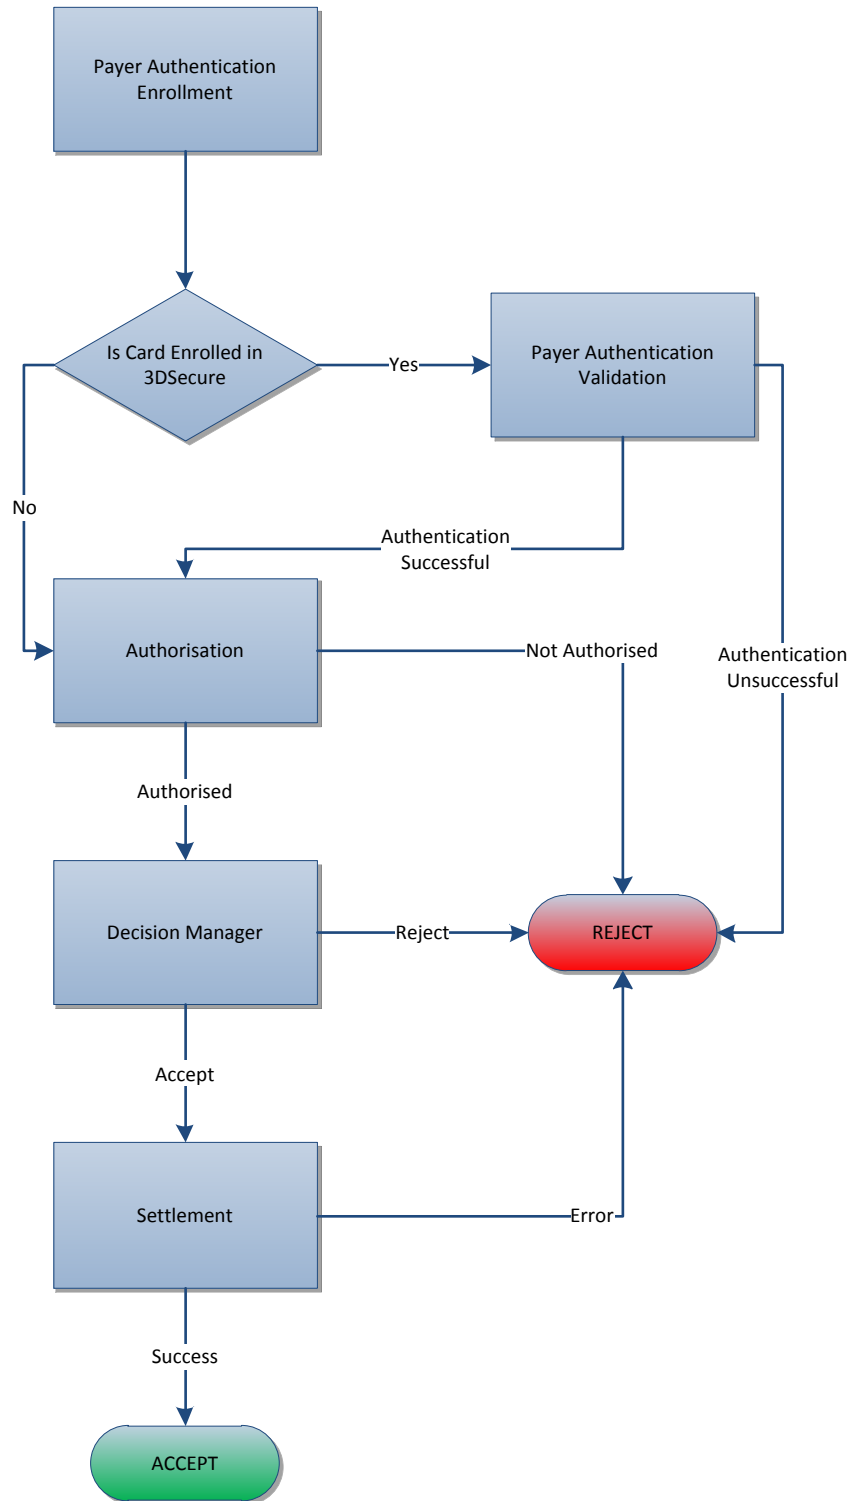 Payer Authentication
Enrollment
Is Card Enrolled in
3DSecure
Yes
Payer Authentication
Validation
No
Authentication
Successful
Authorisation
Not Authorised
Authentication
Unsuccessful
Authorised
Decision Manager
Reject
REJECT
Accept
Settlement
Error
Success
ACCEPT